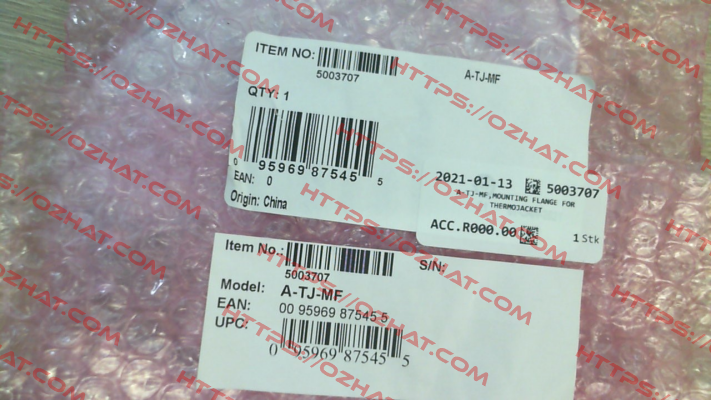 ITEM NO:
5003707
A-TJ-MF
QTY: 1
0 95969 87545 5
EAN: 0
Origin: China
2021-01-13 5003707
A-TJ-MF,MOUNTING FLANGE FOR
THERMOJACKET
ACC.R000.00 1 Stk
Item No.:
5003707
S/N:
Model: A-TJ-MF
EAN: 00 95969 87545 5
UPC:
0 95969 87545 5
HTTPS://OZHAT.COM